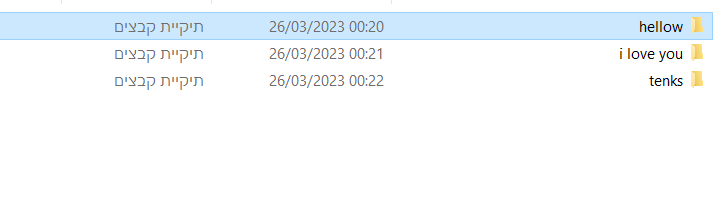 hellow 26/03/2023 00:20 תיקיית קבצים
i love you 26/03/2023 00:21 תיקיית קבצים
tenks 26/03/2023 00:22 תיקיית קבצים